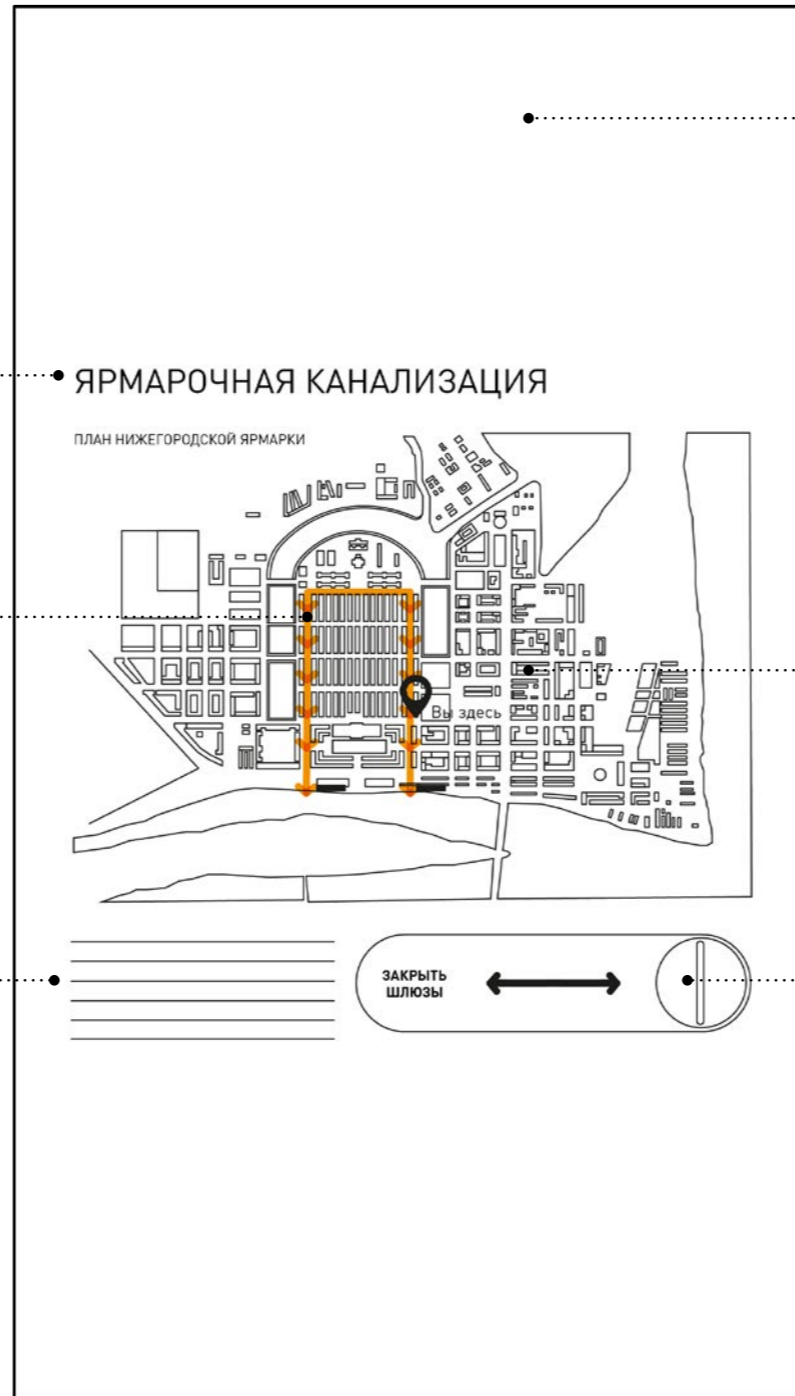 ЯРМАРОЧНАЯ КАНАЛИЗАЦИЯ
ПЛАН НИЖЕГОРОДСКОЙ ЯРМАРКИ
Вы здесь
ЗАКРЫТЬ
ШЛЮЗЫ